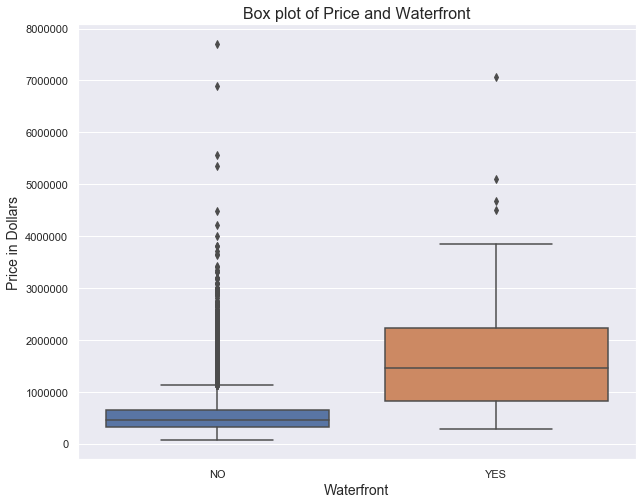 Box plot of Price and Waterfront
8000000
7000000
6000000
5000000
4000000
3000000
2000000
1000000
0
Price in Dollars
NO YES
Waterfront